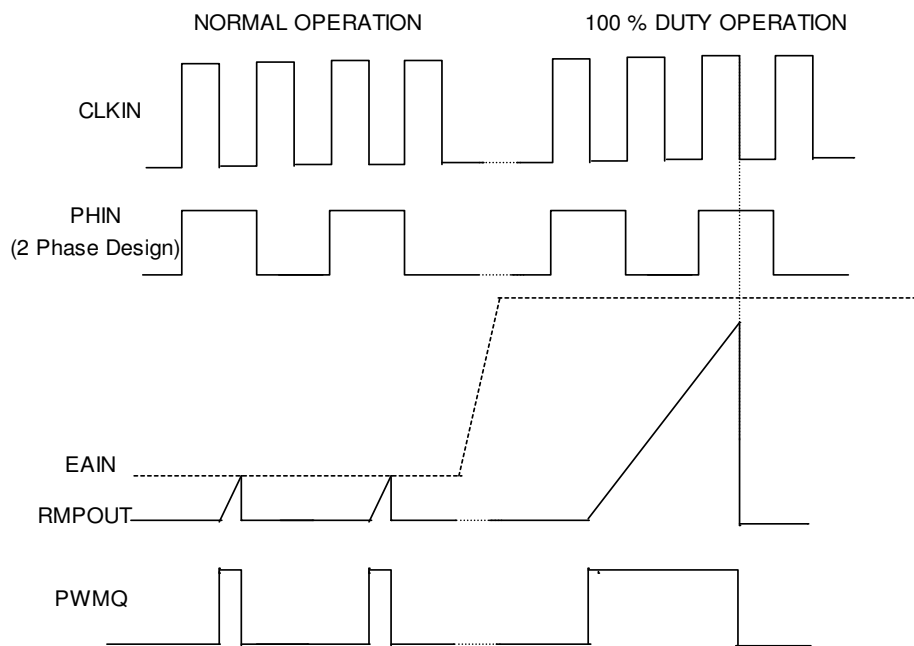 NORMAL OPERATION
100 % DUTY OPERATION
CLKIN
PHIN
(2 Phase Design)
EAIN
RMPOUT
PWMQ